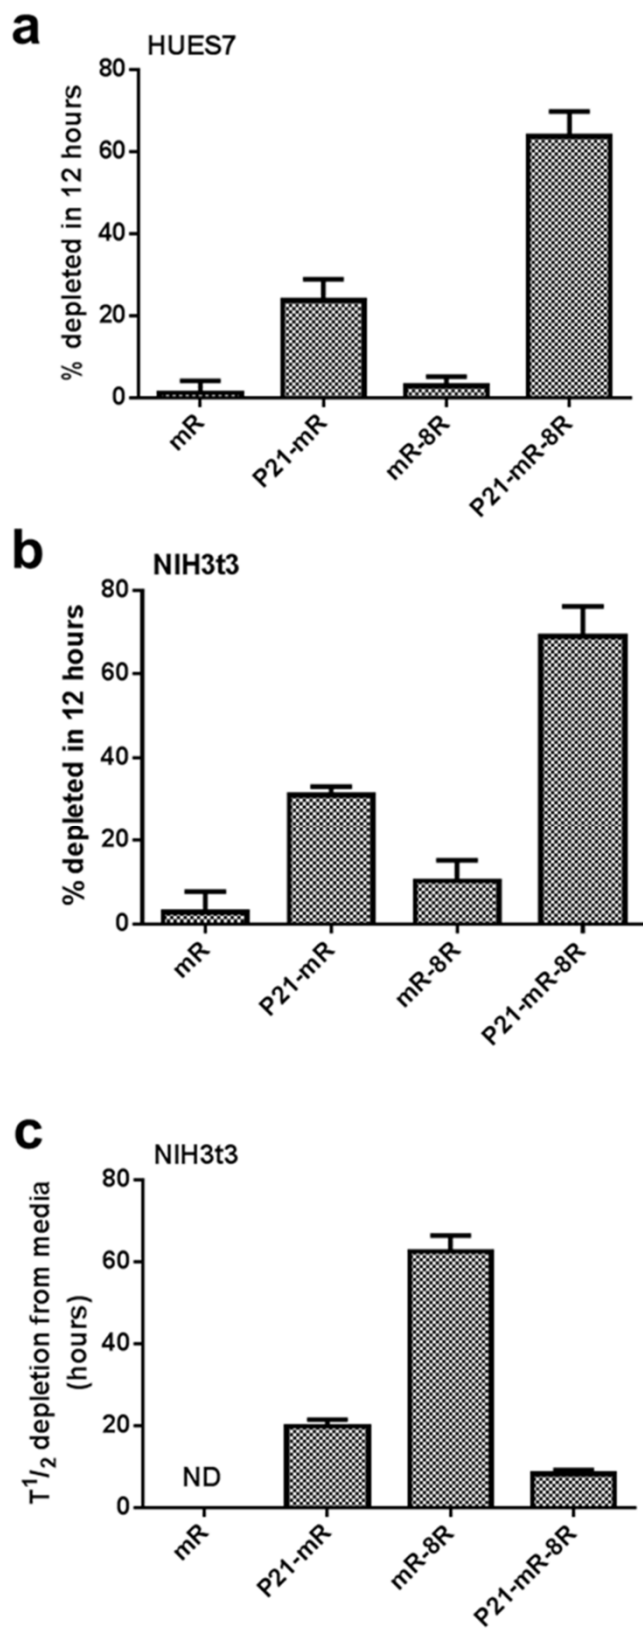 a
HUES7
% depleted in 12 hours
80
60
40
20
0
mR
P21-mR
mR-8R
P21-mR-8R
b
NIH3t3
% depleted in 12 hours
80
60
40
20
0
mR
P21-mR
mR-8R
P21-mR-8R
c
NIH3t3
T¹/₂ depletion from media
(hours)
80
60
40
20
0
ND
mR
P21-mR
mR-8R
P21-mR-8R